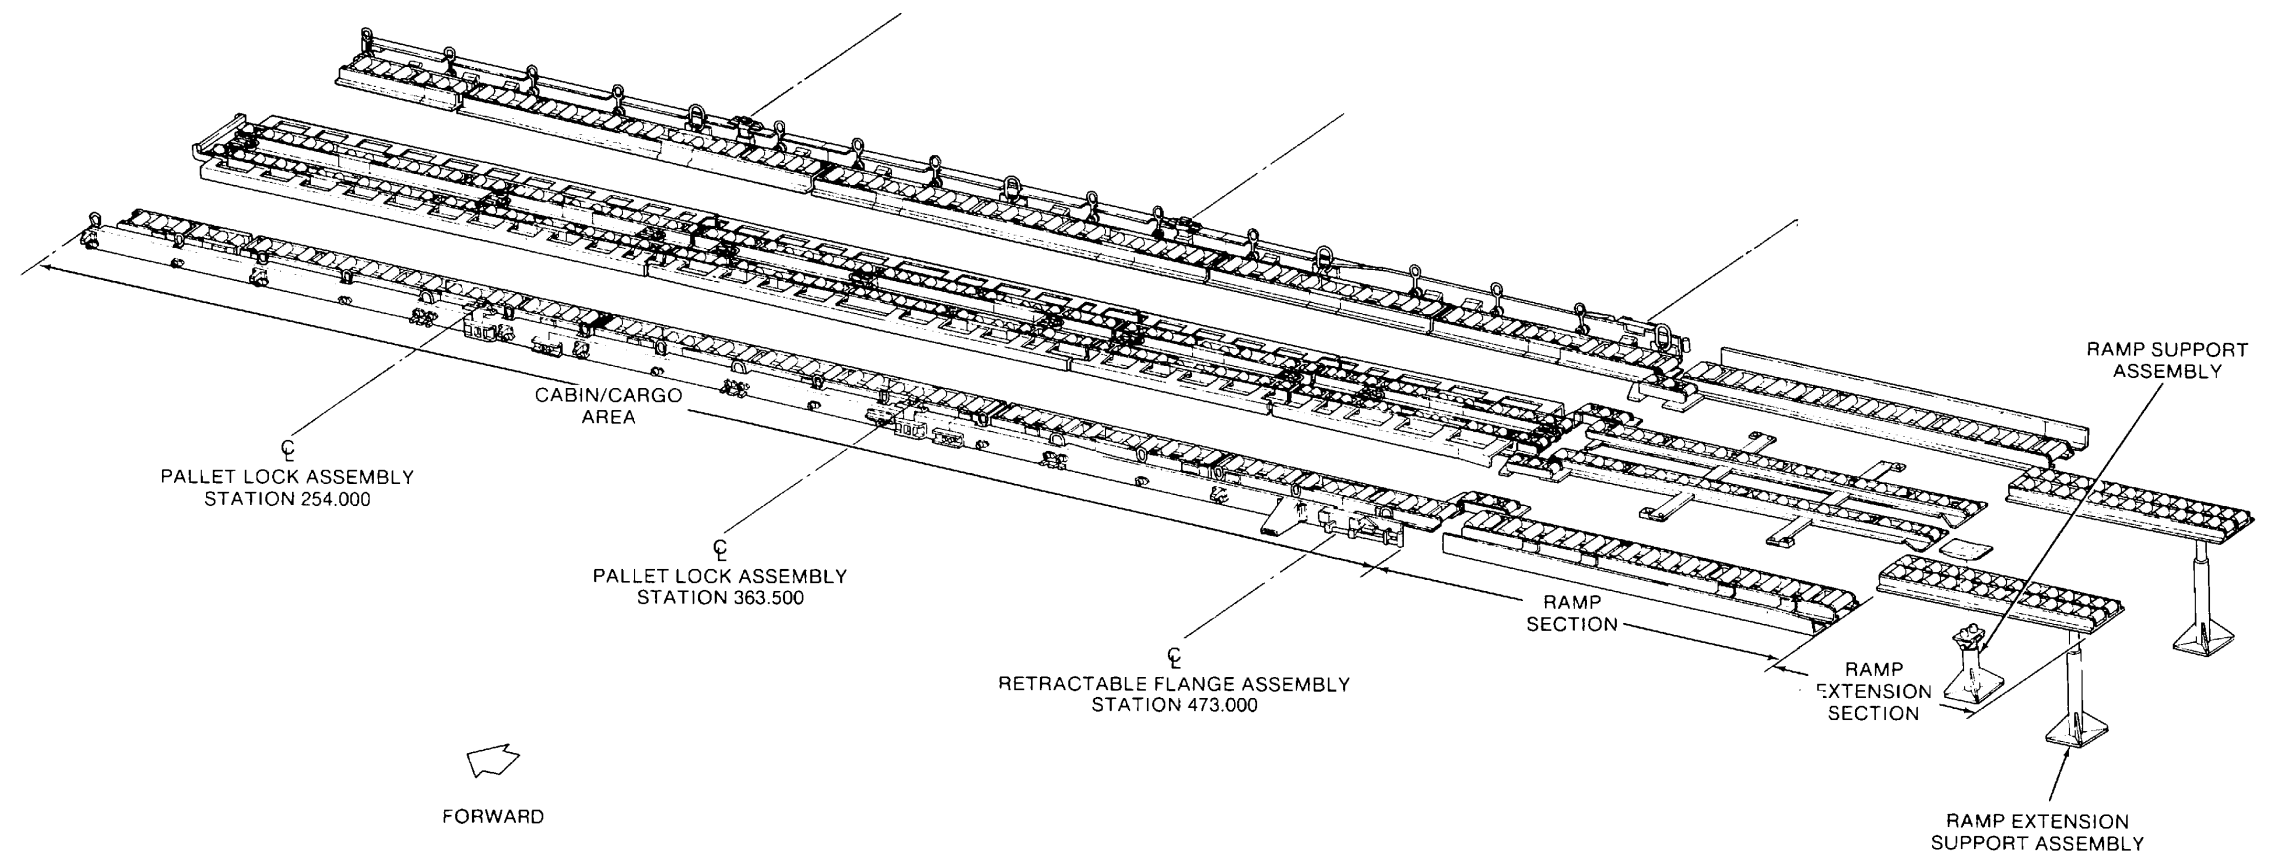 RAMP SUPPORT
ASSEMBLY
CABIN/CARGO
AREA
℄
PALLET LOCK ASSEMBLY
STATION 254.000
℄
PALLET LOCK ASSEMBLY
STATION 363.500
RAMP
SECTION
℄
RETRACTABLE FLANGE ASSEMBLY
STATION 473.000
RAMP
EXTENSION
SECTION
FORWARD
RAMP EXTENSION
SUPPORT ASSEMBLY